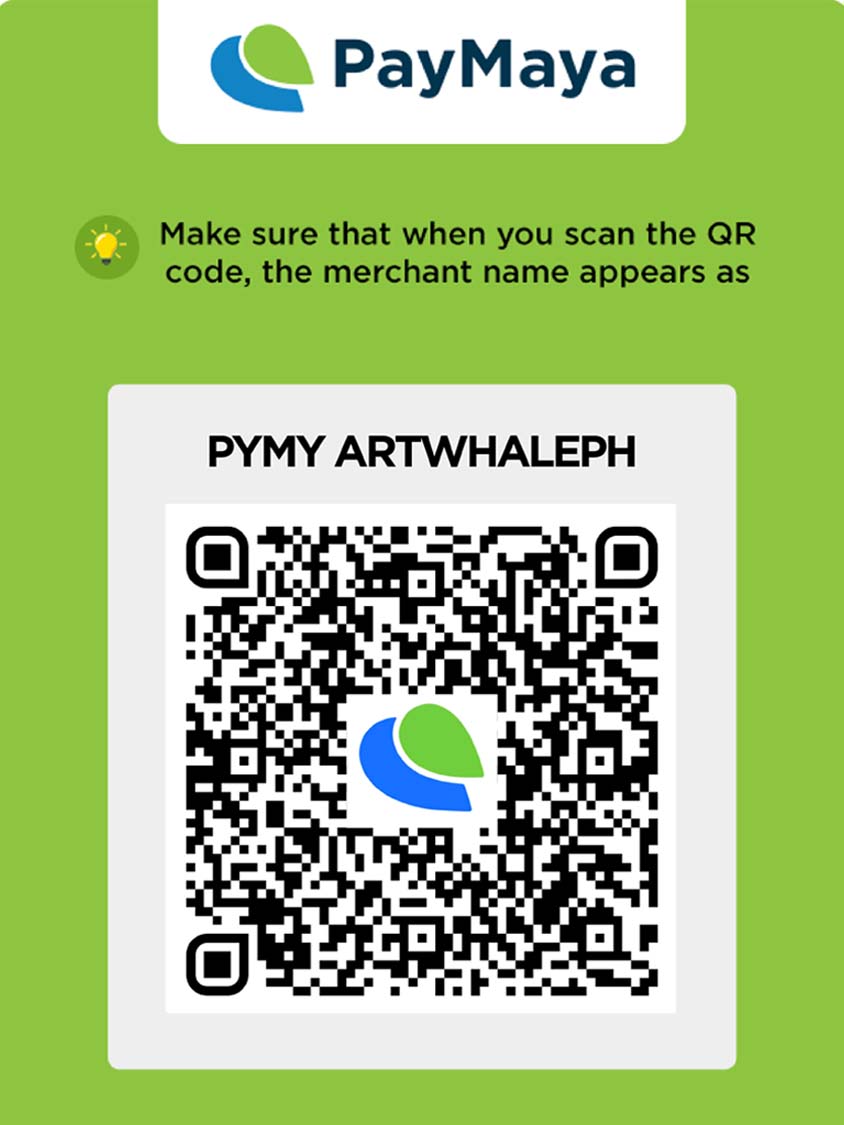 PayMaya
Make sure that when you scan the QR
code, the merchant name appears as
PYMY ARTWHALEPH